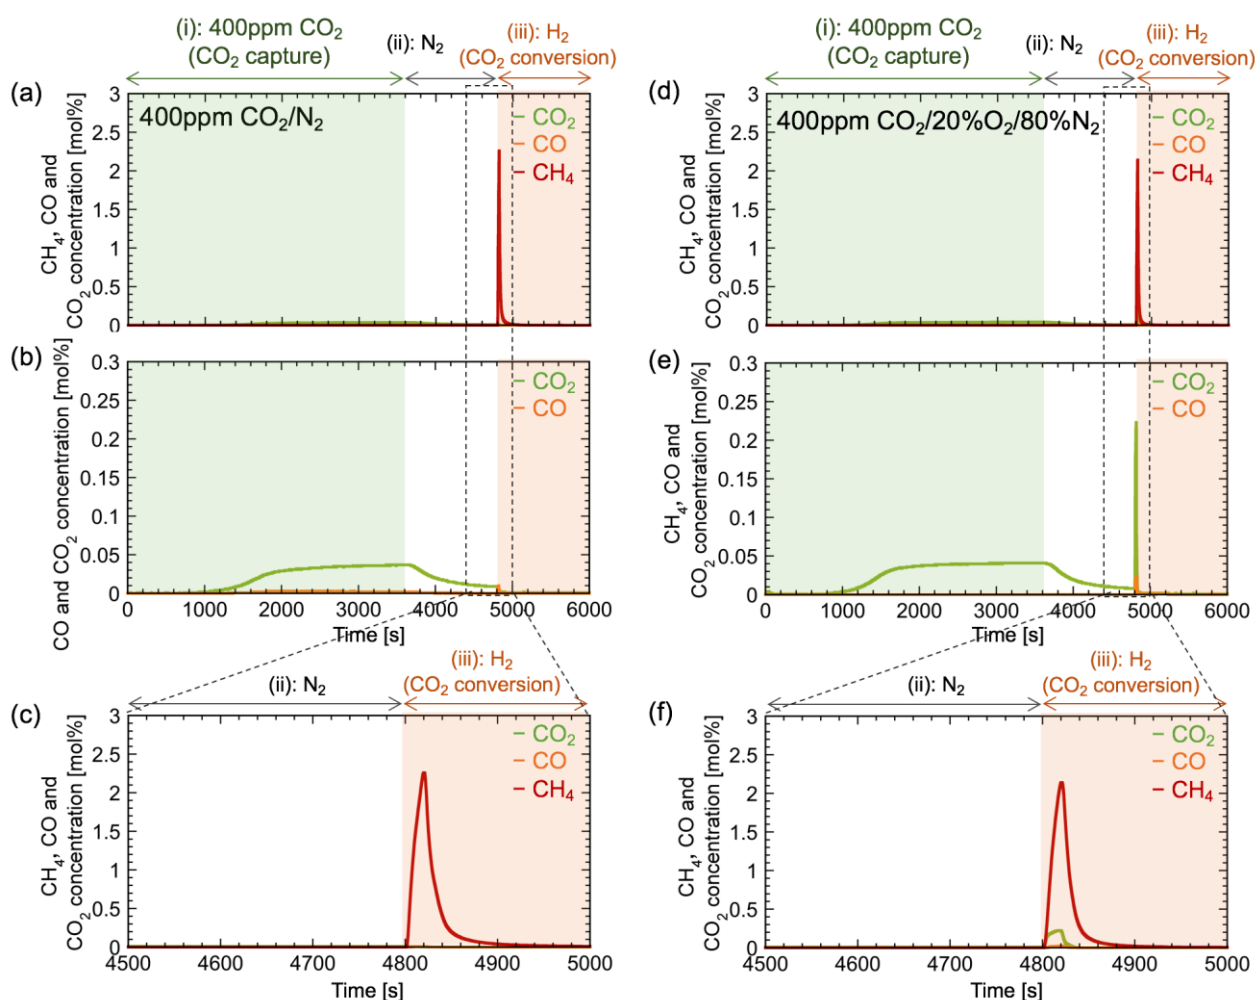 (i): 400ppm CO₂
(CO₂ capture)
(ii): N₂
(iii): H₂
(CO₂ conversion)
(a)
400ppm CO₂/N₂
CO₂
CO
CH₄
CH₄, CO and
CO₂ concentration [mol%]
3
2.5
2
1.5
1
0.5
0
(b)
CO₂
CO
CO and CO₂ concentration [mol%]
0.3
0.25
0.2
0.15
0.1
0.05
0
0 1000 2000 3000 4000 5000 6000
Time [s]
(ii): N₂
(iii): H₂
(CO₂ conversion)
(c)
CO₂
CO
CH₄
CH₄, CO and
CO₂ concentration [mol%]
3
2.5
2
1.5
1
0.5
0
4500 4600 4700 4800 4900 5000
Time [s]
(i): 400ppm CO₂
(CO₂ capture)
(ii): N₂
(iii): H₂
(CO₂ conversion)
(d)
400ppm CO₂/20%O₂/80%N₂
CO₂
CO
CH₄
CH₄, CO and
CO₂ concentration [mol%]
3
2.5
2
1.5
1
0.5
0
(e)
CO₂
CO
CH₄, CO and
CO₂ concentration [mol%]
0.3
0.25
0.2
0.15
0.1
0.05
0
0 1000 2000 3000 4000 5000 6000
Time [s]
(ii): N₂
(iii): H₂
(CO₂ conversion)
(f)
CO₂
CO
CH₄
CH₄, CO and
CO₂ concentration [mol%]
3
2.5
2
1.5
1
0.5
0
4500 4600 4700 4800 4900 5000
Time [s]